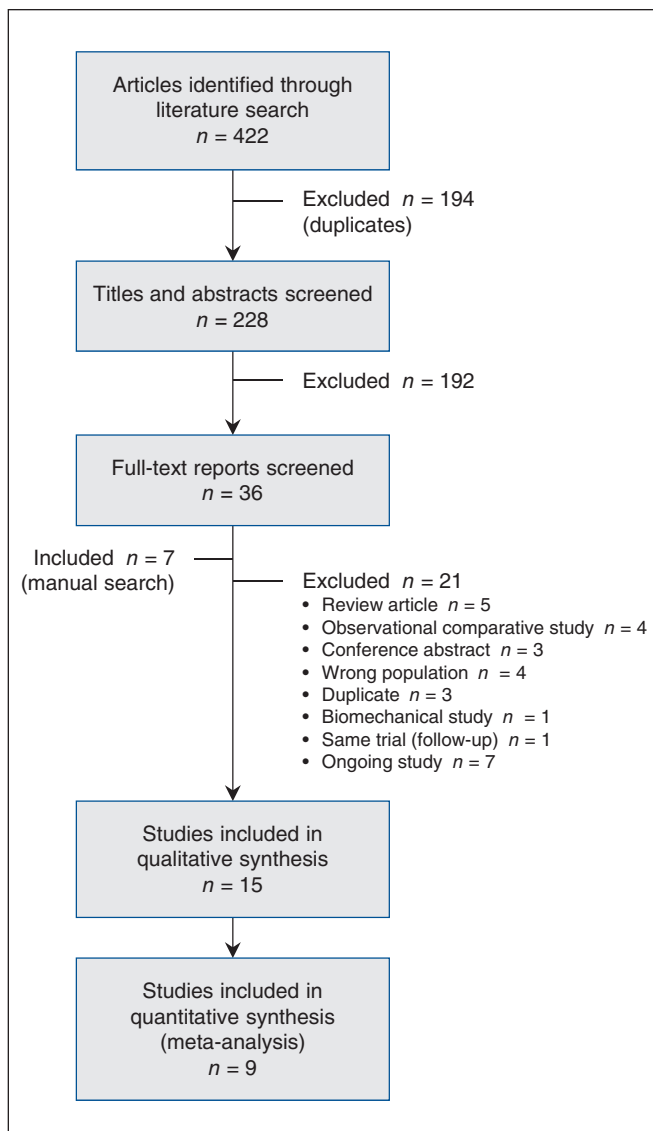 Articles identified through
literature search
n = 422
Excluded n = 194
(duplicates)
Titles and abstracts screened
n = 228
Excluded n = 192
Full-text reports screened
n = 36
Included n = 7
(manual search)
Excluded n = 21
• Review article n = 5
• Observational comparative study n = 4
• Conference abstract n = 3
• Wrong population n = 4
• Duplicate n = 3
• Biomechanical study n = 1
• Same trial (follow-up) n = 1
• Ongoing study n = 7
Studies included in
qualitative synthesis
n = 15
Studies included in
quantitative synthesis
(meta-analysis)
n = 9